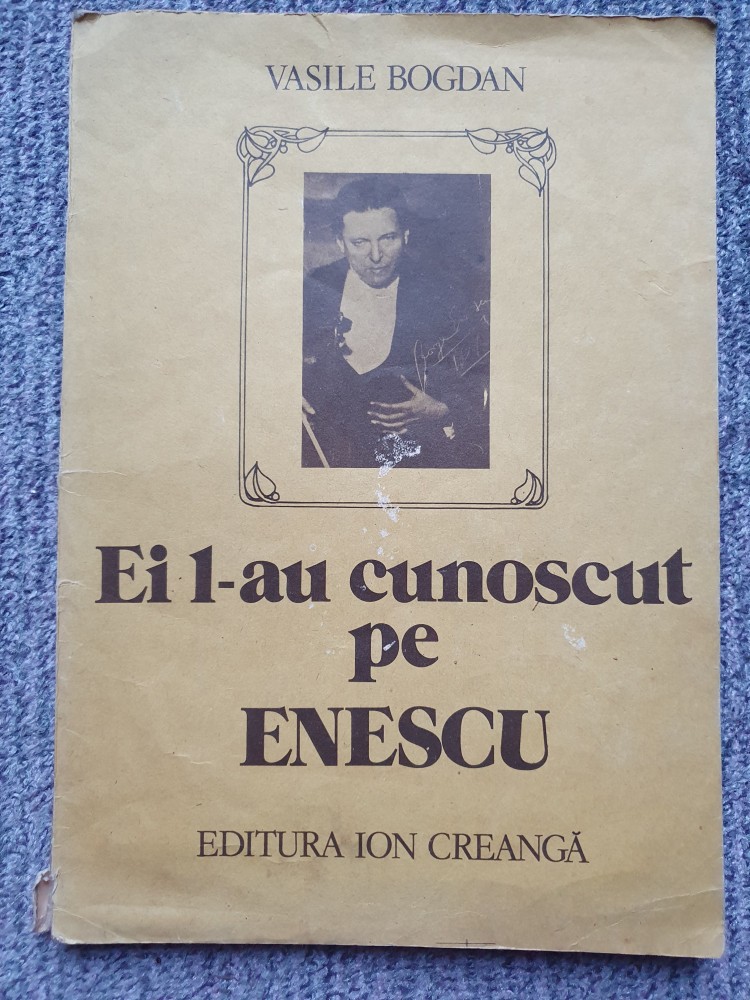 VASILE BOGDAN
Ei l-au cunoscut
pe
ENESCU
EDITURA ION CREANGĂ